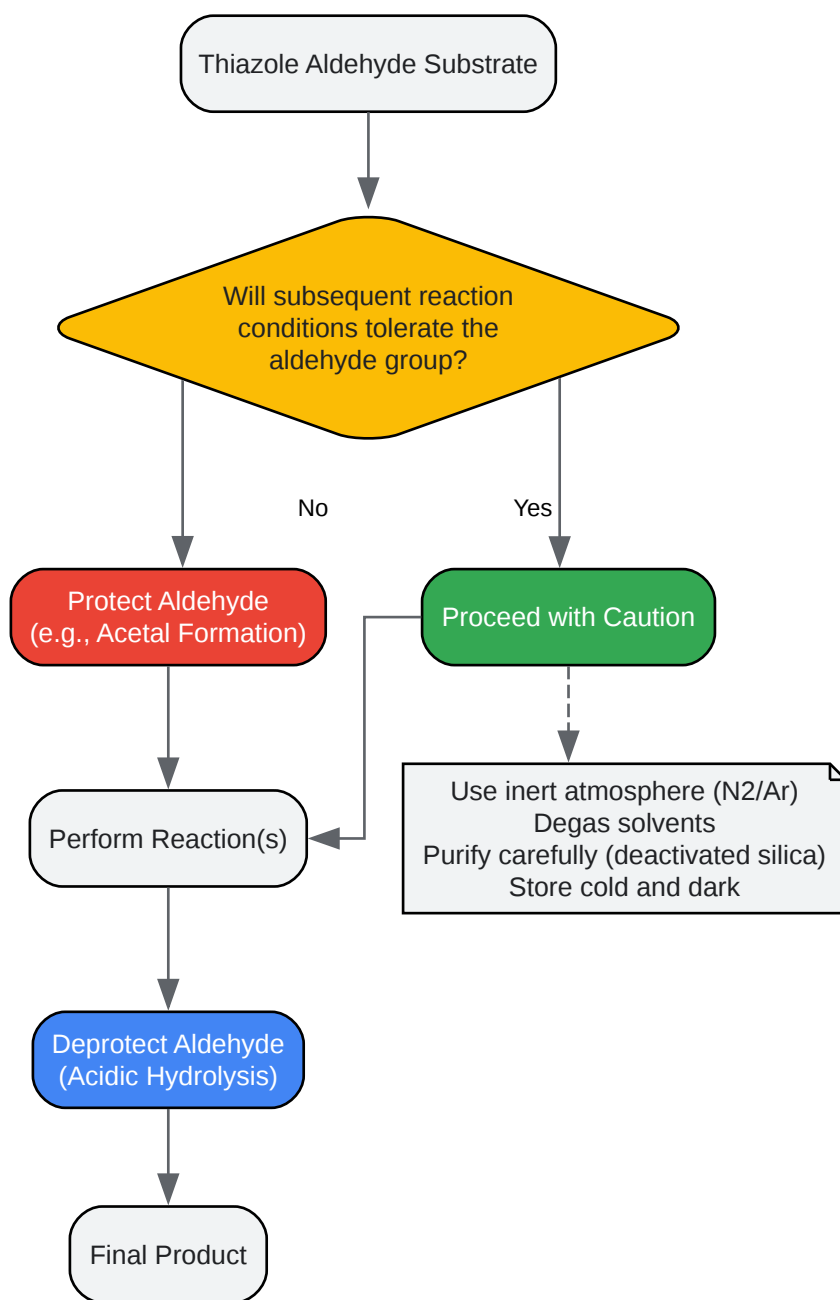 Thiazole Aldehyde Substrate
Will subsequent reaction
conditions tolerate the
aldehyde group?
No
Yes
Protect Aldehyde
(e.g., Acetal Formation)
Proceed with Caution
Use inert atmosphere (N2/Ar)
Degas solvents
Purify carefully (deactivated silica)
Store cold and dark
Perform Reaction(s)
Deprotect Aldehyde
(Acidic Hydrolysis)
Final Product